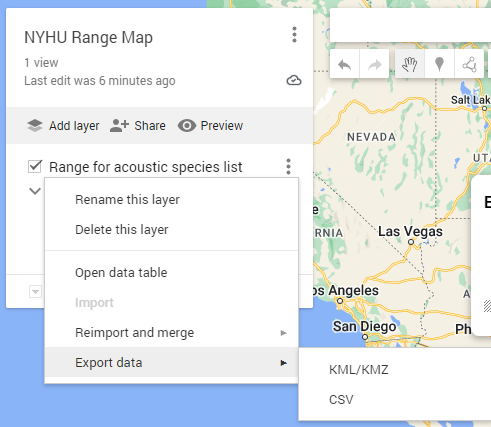 NYHU Range Map
1 view
Last edit was 6 minutes ago
Add layer
Share
Preview
Range for acoustic species list
Rename this layer
Delete this layer
Open data table
Import
Reimport and merge
Export data
KML/KMZ
CSV
Salt Lak
NEVADA
UT
E
e
RNIA
Las Vegas
A
os Angeles
San Diego
Ph